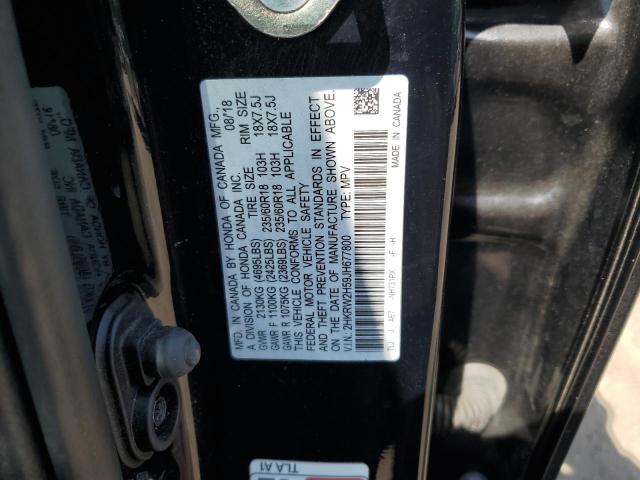 MFD. IN CANADA BY HONDA OF CANADA MFG.,
A DIVISION OF HONDA CANADA INC. 08/18
TIRE SIZE RIM SIZE
GVWR 2130KG (4695LBS)
GAWR F 1100KG (2425LBS) 235/60R18 103H 18X7.5J
GAWR R 1075KG (2369LBS) 235/60R18 103H 18X7.5J
THIS VEHICLE CONFORMS TO ALL APPLICABLE
FEDERAL MOTOR VEHICLE SAFETY
AND THEFT PREVENTION STANDARDS IN EFFECT
ON THE DATE OF MANUFACTURE SHOWN ABOVE.
V.I.N: 2HKRW2H59JH677800 TYPE: MPV
MADE IN CANADA
TLA A1